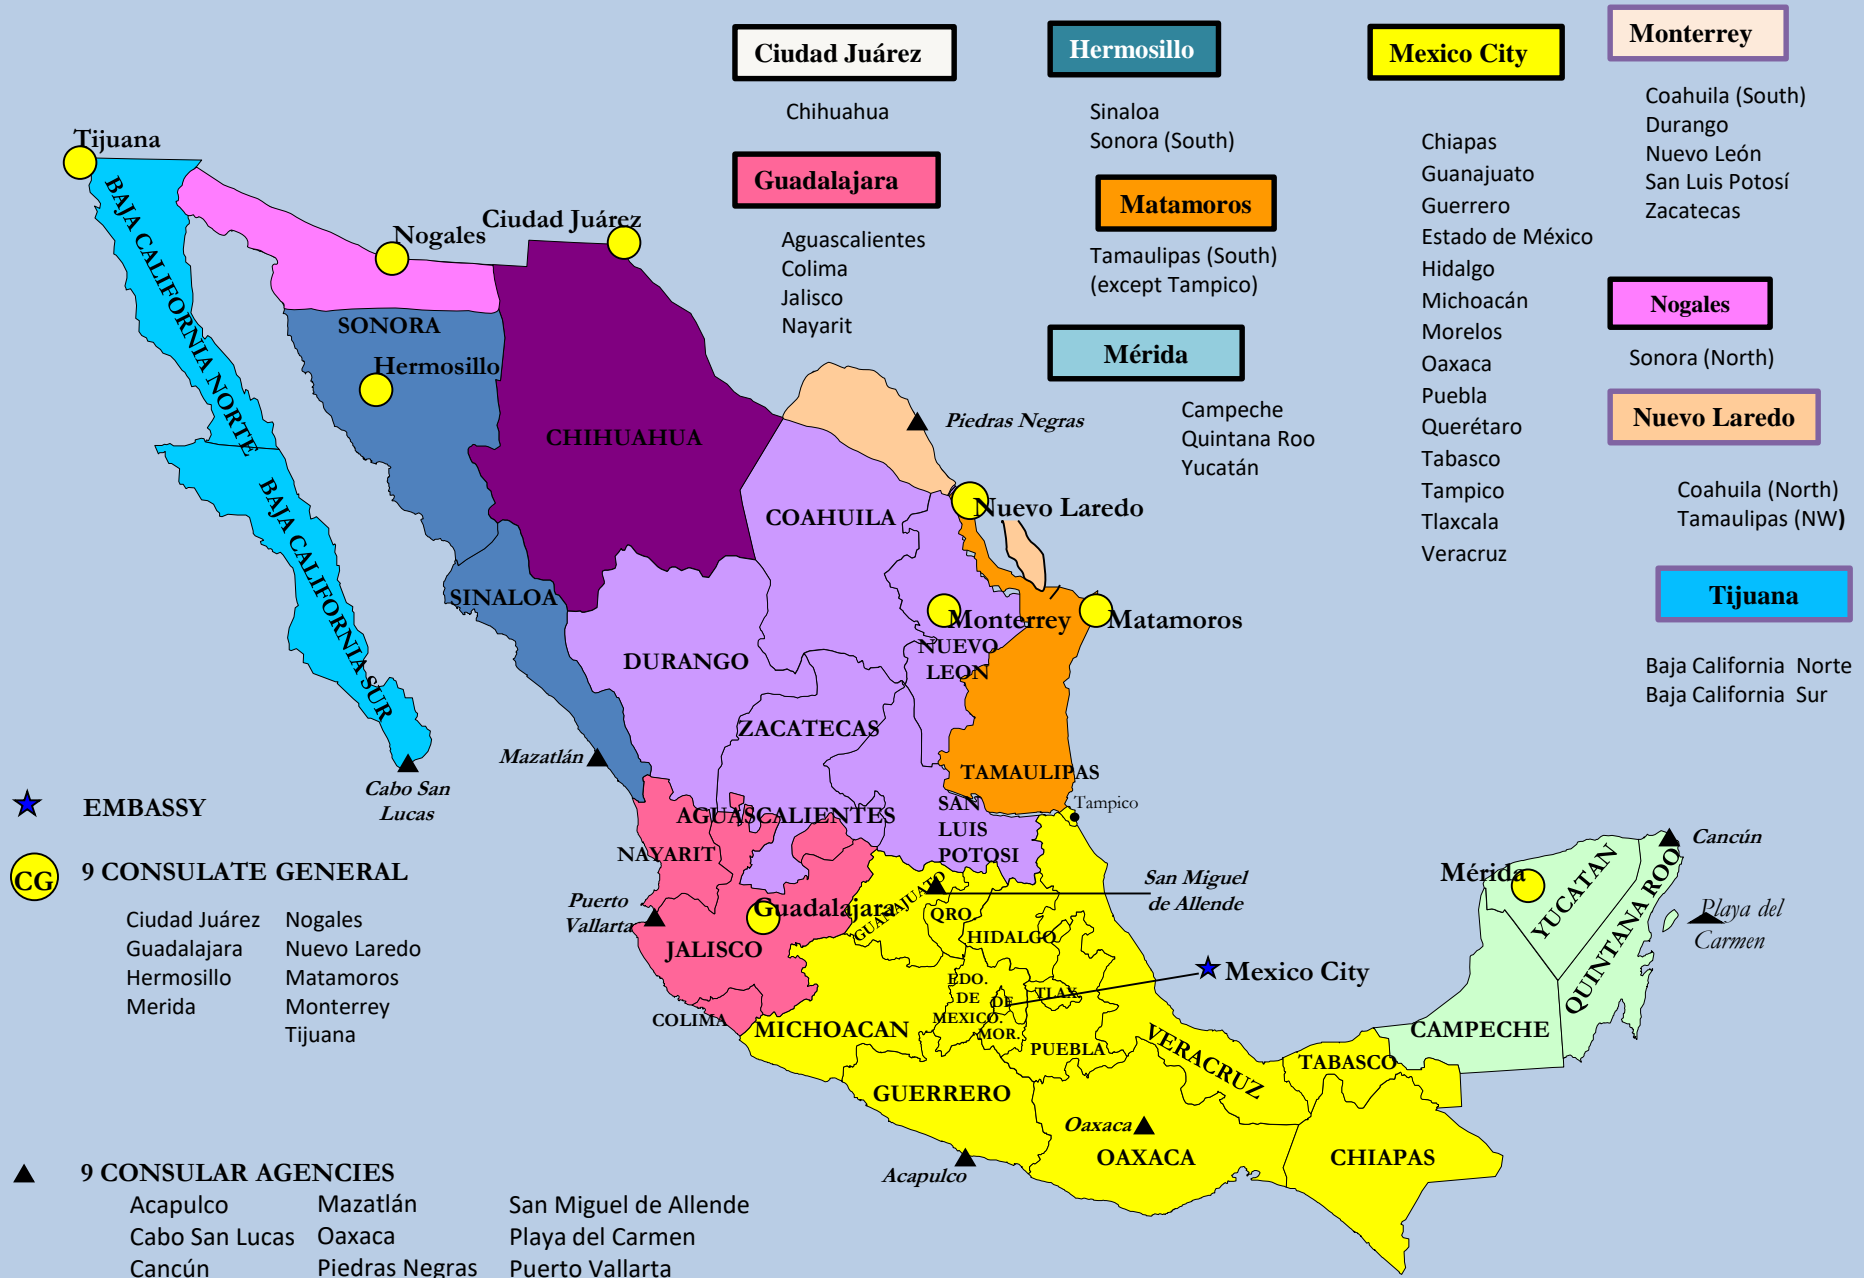 Ciudad Juárez
Chihuahua
Guadalajara
Aguascalientes
Colima
Jalisco
Nayarit
Hermosillo
Sinaloa
Sonora (South)
Matamoros
Tamaulipas (South)
(except Tampico)
Mérida
Campeche
Quintana Roo
Yucatán
Mexico City
Chiapas
Guanajuato
Guerrero
Estado de México
Hidalgo
Michoacán
Morelos
Oaxaca
Puebla
Querétaro
Tabasco
Tampico
Tlaxcala
Veracruz
Monterrey
Coahuila (South)
Durango
Nuevo León
San Luis Potosí
Zacatecas
Nogales
Sonora (North)
Nuevo Laredo
Coahuila (North)
Tamaulipas (NW)
Tijuana
Baja California Norte
Baja California Sur
Tijuana
BAJA CALIFORNIA NORTE
BAJA CALIFORNIA SUR
Cabo San
Lucas
Nogales
Ciudad Juárez
SONORA
Hermosillo
CHIHUAHUA
SINALOA
Mazatlán
Piedras Negras
COAHUILA
Nuevo Laredo
Monterrey
NUEVO
LEON
Matamoros
DURANGO
ZACATECAS
TAMAULIPAS
Tampico
AGUASCALIENTES
SAN
LUIS
POTOSI
NAYARIT
Puerto
Vallarta
Guadalajara
JALISCO
COLIMA
GUANAJUATO
QRO
HIDALGO
San Miguel
de Allende
Mexico City
EDO.
DE
MEXICO.
DF
TLAX.
MOR.
MICHOACAN
PUEBLA
VERACRUZ
GUERRERO
Acapulco
Oaxaca
OAXACA
TABASCO
CHIAPAS
CAMPECHE
Mérida
YUCATAN
QUINTANA ROO
Cancún
Playa del
Carmen
EMBASSY
CG
9 CONSULATE GENERAL
Ciudad Juárez
Guadalajara
Hermosillo
Merida
Nogales
Nuevo Laredo
Matamoros
Monterrey
Tijuana
9 CONSULAR AGENCIES
Acapulco
Cabo San Lucas
Cancún
Mazatlán
Oaxaca
Piedras Negras
San Miguel de Allende
Playa del Carmen
Puerto Vallarta